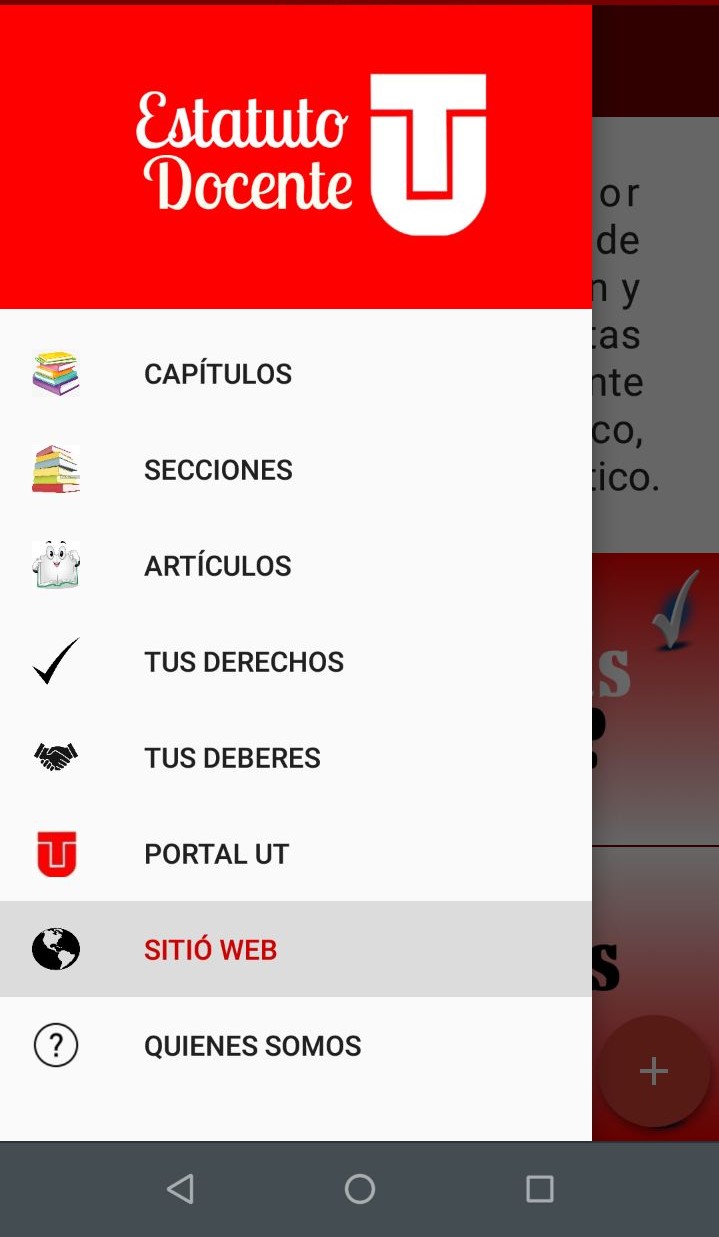 Estatuto
Docente
UT
CAPÍTULOS
SECCIONES
ARTÍCULOS
TUS DERECHOS
TUS DEBERES
PORTAL UT
SITIÓ WEB
?
QUIENES SOMOS
or
de
n y
tas
nte
co,
tico.
s
?
s
+